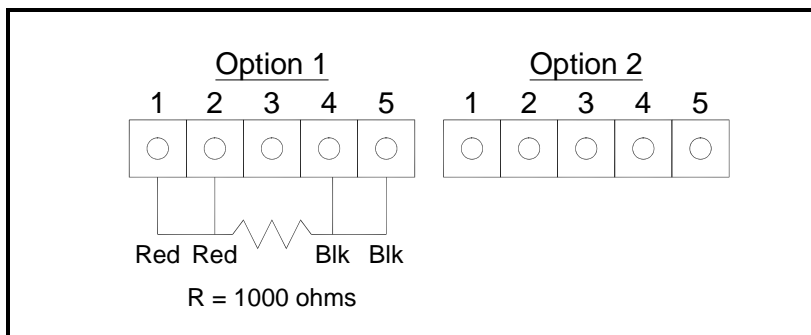 Option 1 Option 2
1 2 3 4 5 1 2 3 4 5
Red Red Blk Blk
R = 1000 ohms